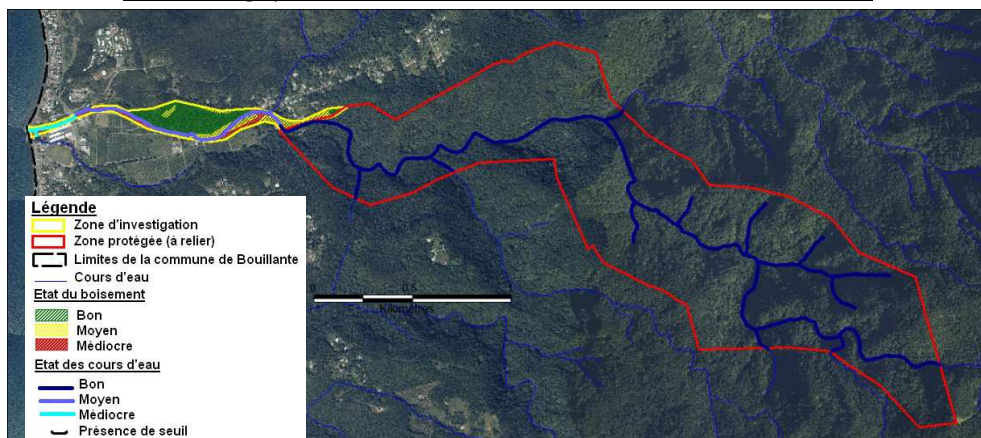 Légende
Zone d'investigation
Zone protégée (à relier)
Limites de la commune de Bouillante
Cours d'eau
Etat du boisement
Bon
Moyen
Médiocre
Etat des cours d'eau
Bon
Moyen
Médiocre
Présence de seuil
0 0.5 1
Kilomètres